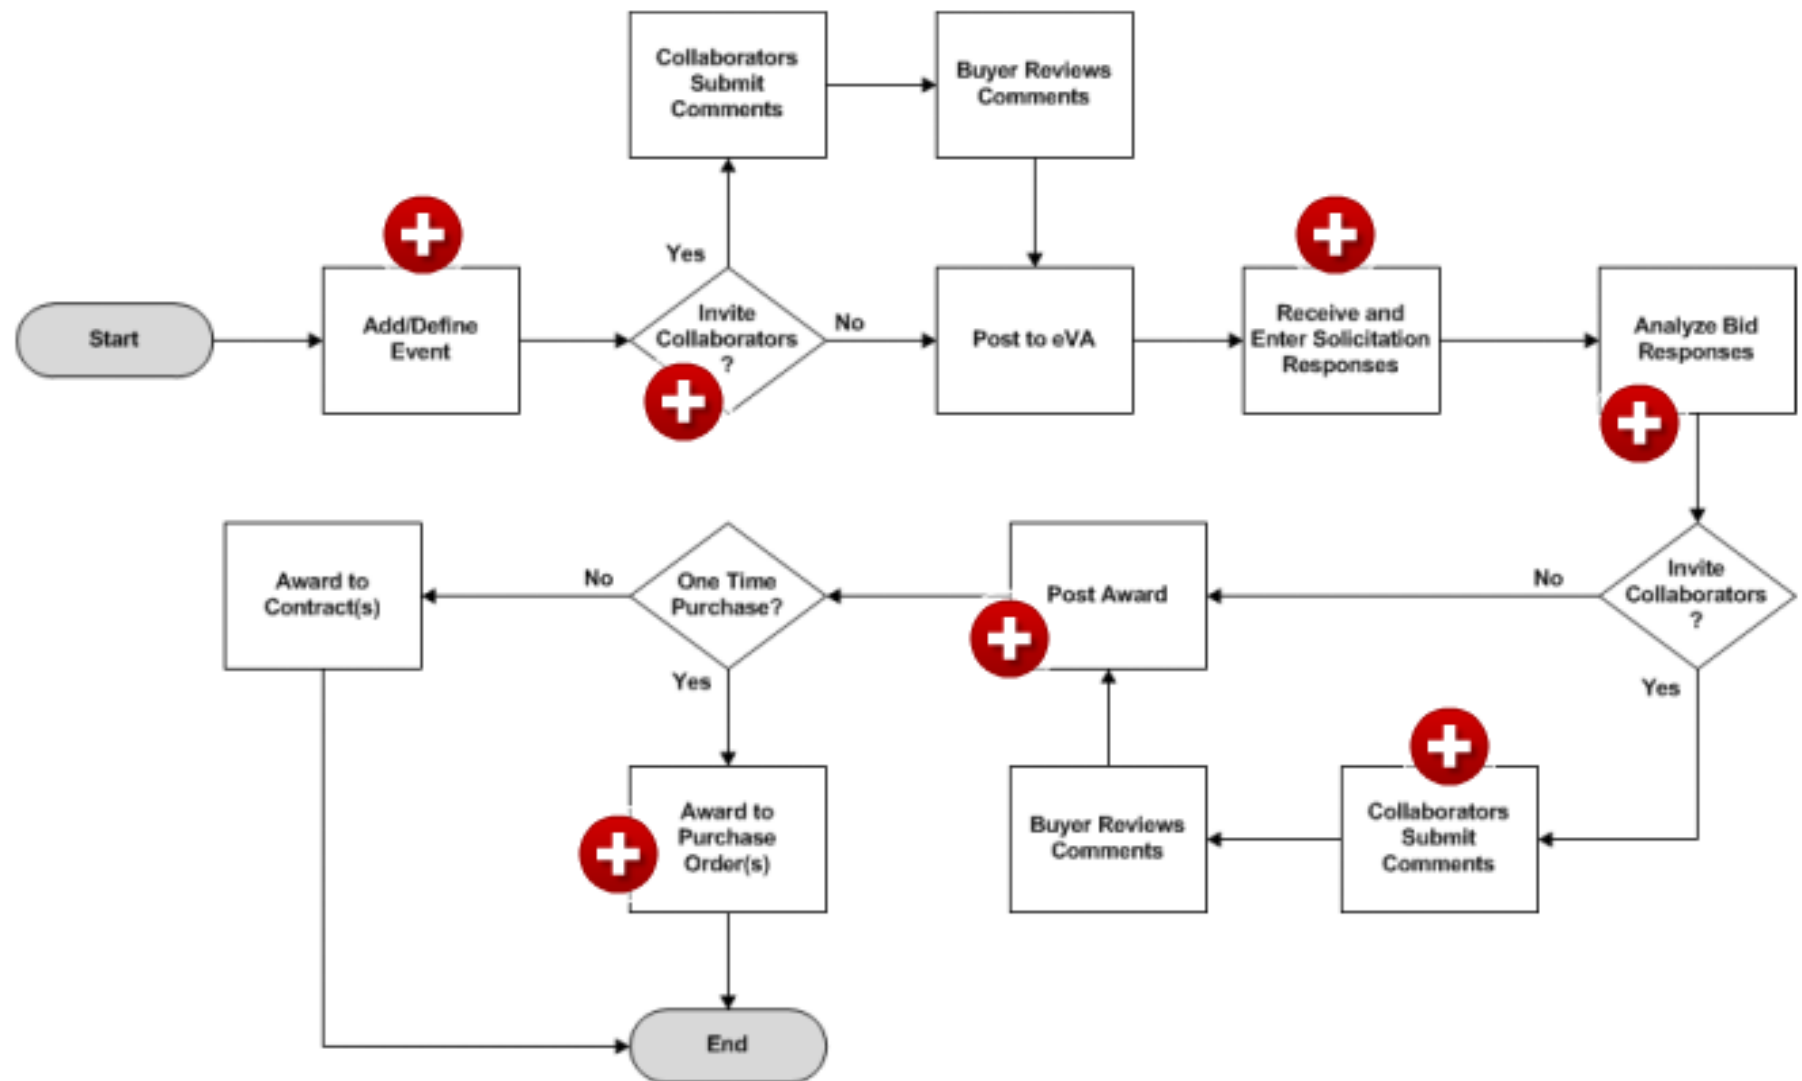 Collaborators
Submit
Comments
Buyer Reviews
Comments
Yes
Start
Add/Define
Event
Invite
Collaborators
?
No
Post to eVA
Receive and
Enter Solicitation
Responses
Analyze Bid
Responses
Award to
Contract(s)
No
One Time
Purchase?
Post Award
No
Invite
Collaborators
?
Yes
Yes
Award to
Purchase
Order(s)
Buyer Reviews
Comments
Collaborators
Submit
Comments
End